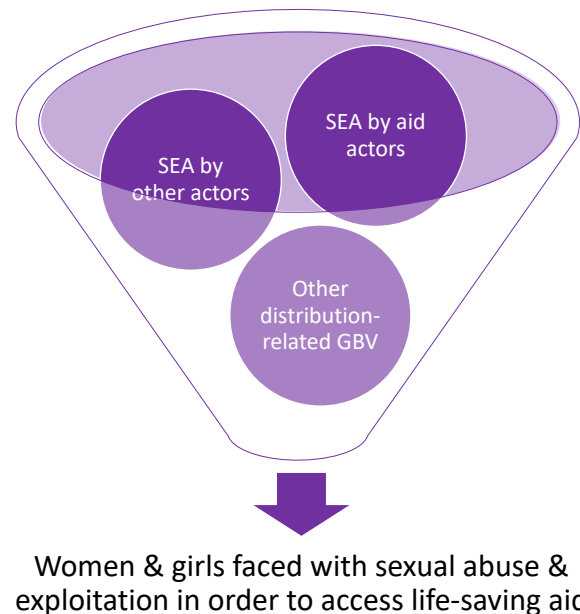 SEA by aid
actors
SEA by
other actors
Other
distribution-
related GBV
Women & girls faced with sexual abuse &
exploitation in order to access life-saving aid